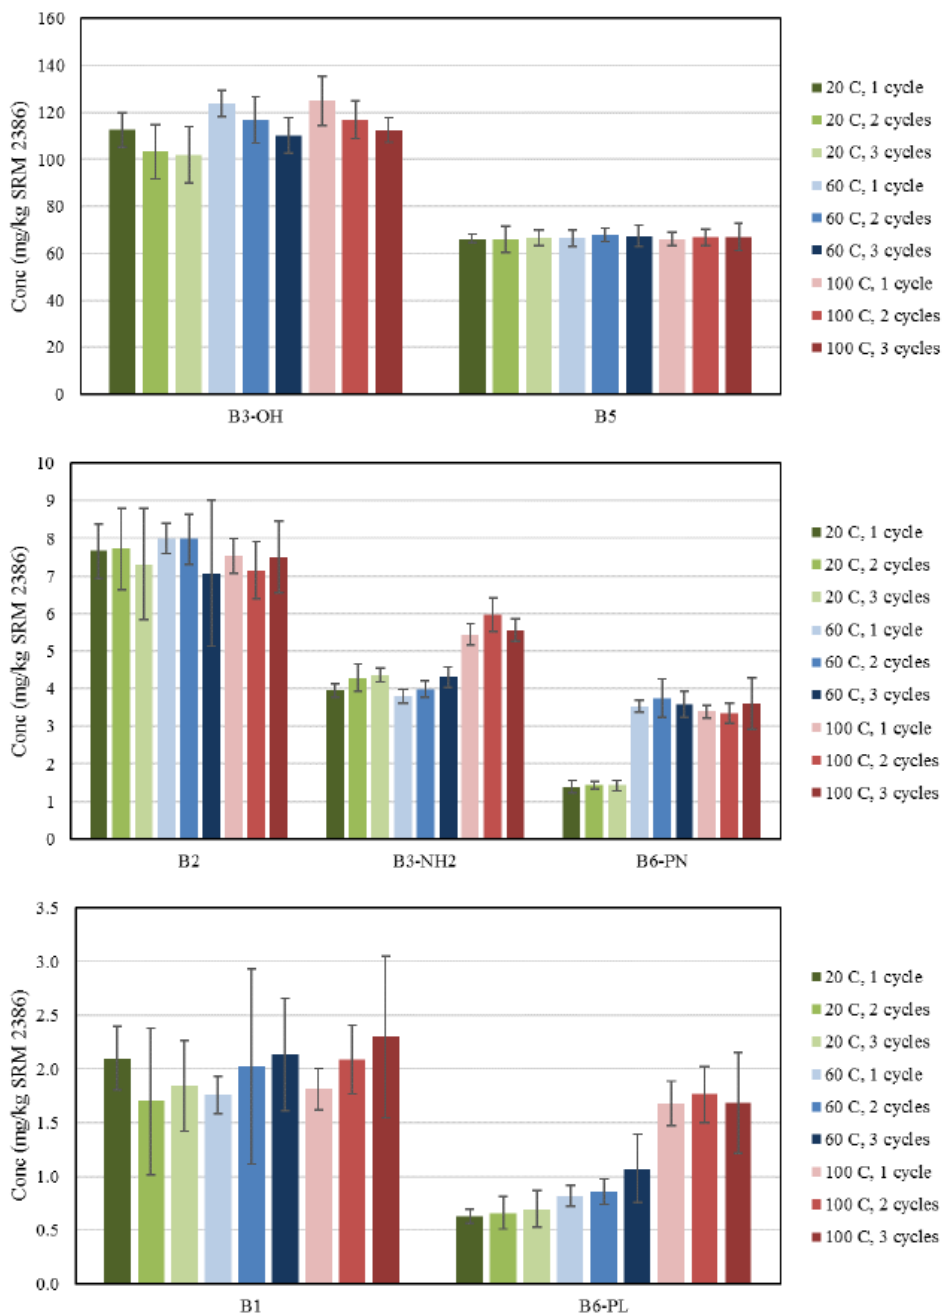 160
140
120
100
80
60
40
20
0
Conc (mg/kg SRM 2386)
B3-OH
B5
20 C, 1 cycle
20 C, 2 cycles
20 C, 3 cycles
60 C, 1 cycle
60 C, 2 cycles
60 C, 3 cycles
100 C, 1 cycle
100 C, 2 cycles
100 C, 3 cycles
10
9
8
7
6
5
4
3
2
1
0
Conc (mg/kg SRM 2386)
B2
B3-NH2
B6-PN
20 C, 1 cycle
20 C, 2 cycles
20 C, 3 cycles
60 C, 1 cycle
60 C, 2 cycles
60 C, 3 cycles
100 C, 1 cycle
100 C, 2 cycles
100 C, 3 cycles
3.5
3.0
2.5
2.0
1.5
1.0
0.5
0.0
Conc (mg/kg SRM 2386)
B1
B6-PL
20 C, 1 cycle
20 C, 2 cycles
20 C, 3 cycles
60 C, 1 cycle
60 C, 2 cycles
60 C, 3 cycles
100 C, 1 cycle
100 C, 2 cycles
100 C, 3 cycles